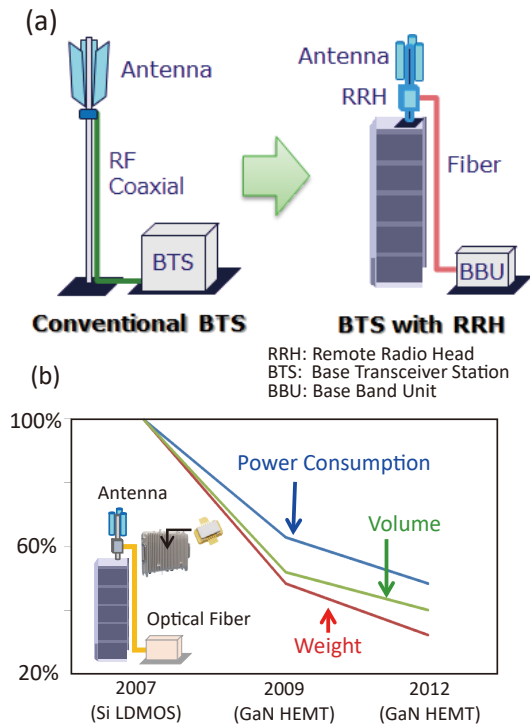 (a)
Antenna
RF
Coaxial
BTS
Conventional BTS
Antenna
RRH
Fiber
BBU
BTS with RRH
RRH: Remote Radio Head
BTS: Base Transceiver Station
BBU: Base Band Unit
(b)
100%
60%
20%
Power Consumption
Antenna
Volume
Optical Fiber
Weight
2007
(Si LDMOS)
2009
(GaN HEMT)
2012
(GaN HEMT)